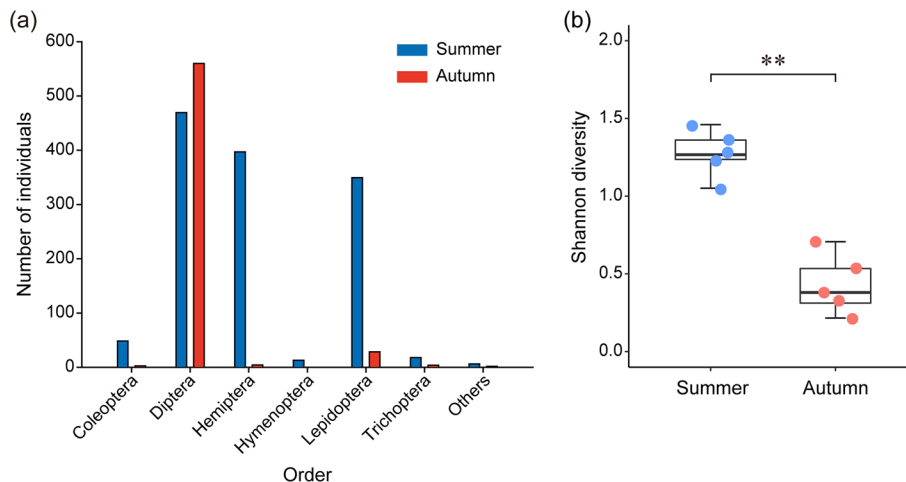 (a)
600
500
400
300
200
100
0
Number of individuals
Summer
Autumn
Coleoptera
Diptera
Hemiptera
Hymenoptera
Lepidoptera
Trichoptera
Others
Order
(b)
2.0
1.5
1.0
0.5
0.0
Shannon diversity
**
Summer
Autumn